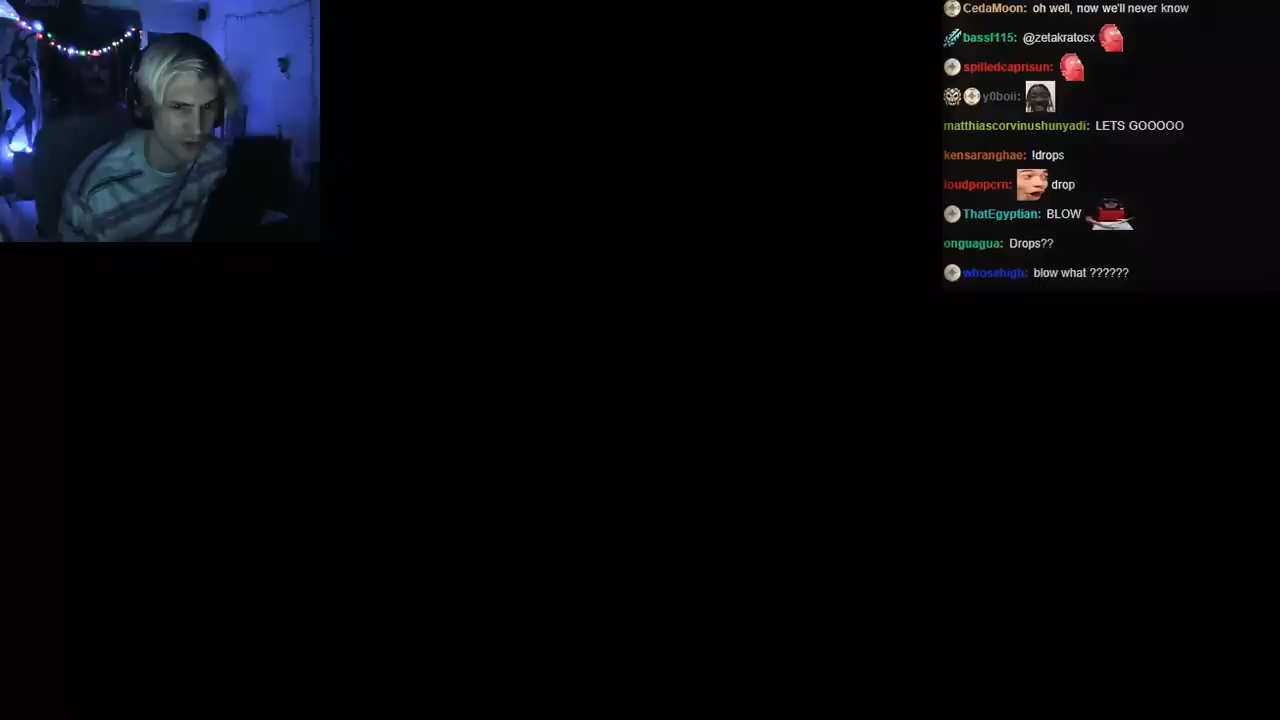 CedaMoon: oh well, now we'll never know
bassf115: @zetakratosx
spilledcaprisun:
y0boii:
matthiascorvinushunyadi: LETS GOOOOO
kensaranghae: !drops
loudpopcrn: drop
ThatEgyptian: BLOW
onguagua: Drops??
whosehigh: blow what ??????